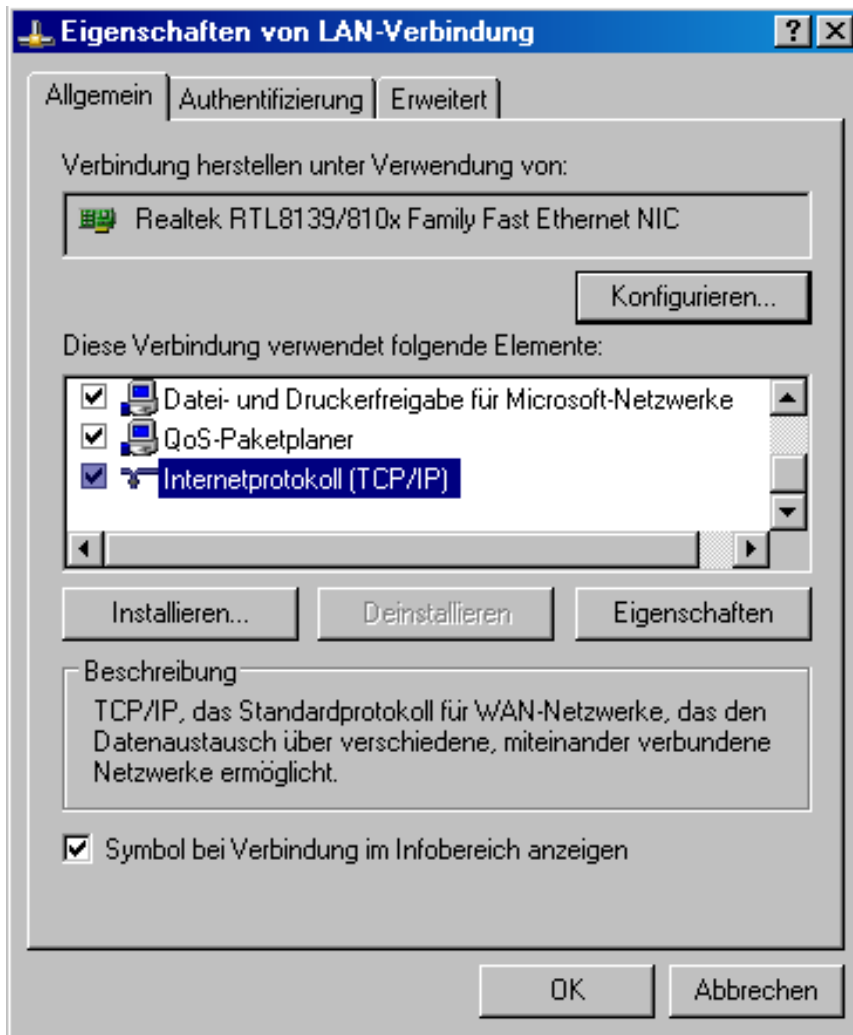 Eigenschaften von LAN-Verbindung
Allgemein Authentifizierung Erweitert
Verbindung herstellen unter Verwendung von:
Realtek RTL8139/810x Family Fast Ethernet NIC
Konfigurieren...
Diese Verbindung verwendet folgende Elemente:
Datei- und Druckerfreigabe für Microsoft-Netzwerke
QoS-Paketplaner
Internetprotokoll (TCP/IP)
Installieren... Deinstallieren Eigenschaften
Beschreibung
TCP/IP, das Standardprotokoll für WAN-Netzwerke, das den
Datenaustausch über verschiedene, miteinander verbundene
Netzwerke ermöglicht.
Symbol bei Verbindung im Infobereich anzeigen
OK Abbrechen